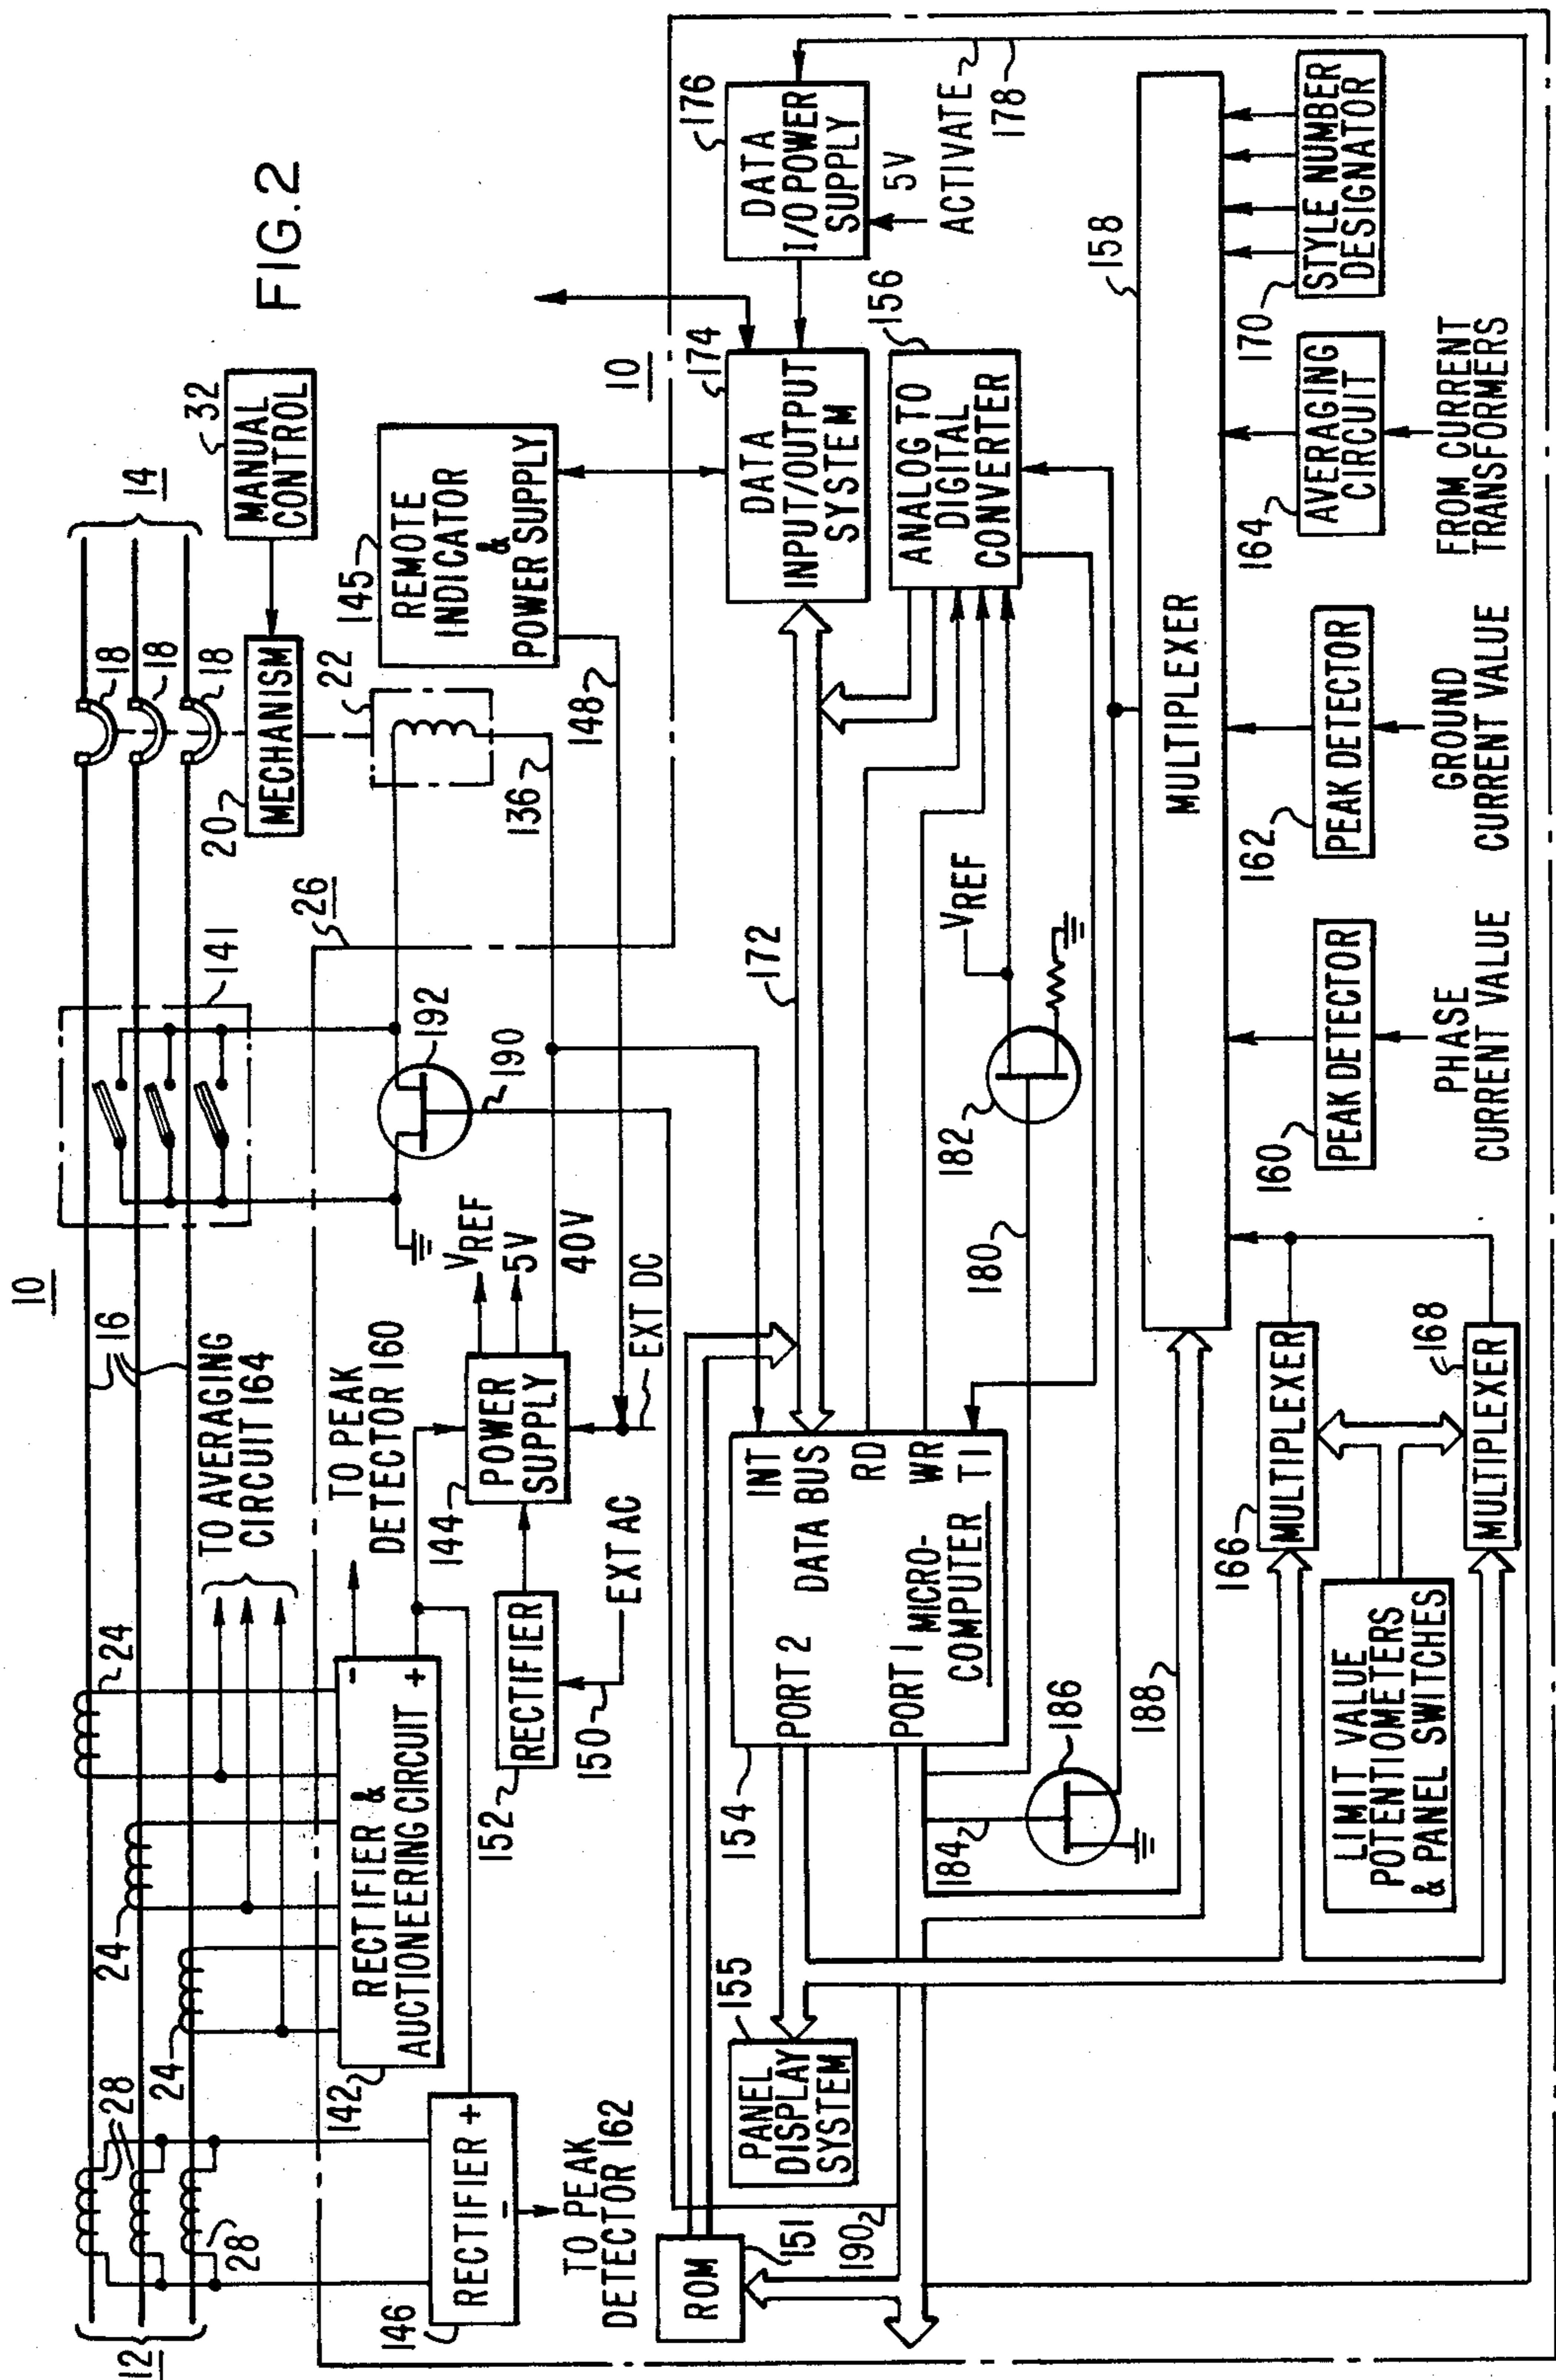 FIG.2
10
16
14
12
18
18
18
20
MECHANISM
32
MANUAL
CONTROL
22
141
24
24
24
28
28
TO AVERAGING
CIRCUIT 164
26
10
142
RECTIFIER &
AUCTIONEERING CIRCUIT
-
+
TO PEAK
DETECTOR 160
146
RECTIFIER
+
-
TO PEAK
DETECTOR 162
144
POWER
SUPPLY
VREF
5V
40V
EXT DC
152
RECTIFIER
150
EXT AC
192
190
136
148
145
REMOTE
INDICATOR
&
POWER SUPPLY
151
ROM
190
155
PANEL
DISPLAY
SYSTEM
154
PORT 2
PORT 1
INT
DATA BUS
RD
WR
T1
MICRO-
COMPUTER
172
174
DATA
INPUT/OUTPUT
SYSTEM
176
DATA
I/O POWER
SUPPLY
5V
ACTIVATE
178
156
ANALOG TO
DIGITAL
CONVERTER
VREF
182
180
184
186
188
158
MULTIPLEXER
166
MULTIPLEXER
168
MULTIPLEXER
LIMIT VALUE
POTENTIOMETERS
& PANEL SWITCHES
160
PEAK DETECTOR
PHASE
CURRENT VALUE
162
PEAK DETECTOR
GROUND
CURRENT VALUE
164
AVERAGING
CIRCUIT
FROM CURRENT
TRANSFORMERS
170
STYLE NUMBER
DESIGNATOR